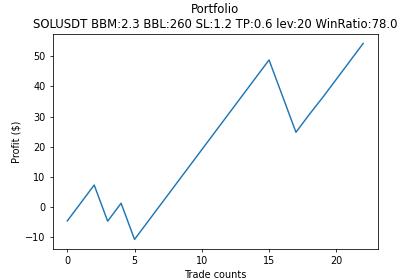 Portfolio
SOLUSDT BBM:2.3 BBL:260 SL:1.2 TP:0.6 lev:20 WinRatio:78.0
50
40
30
20
10
0
−10
Profit ($)
0 5 10 15 20
Trade counts